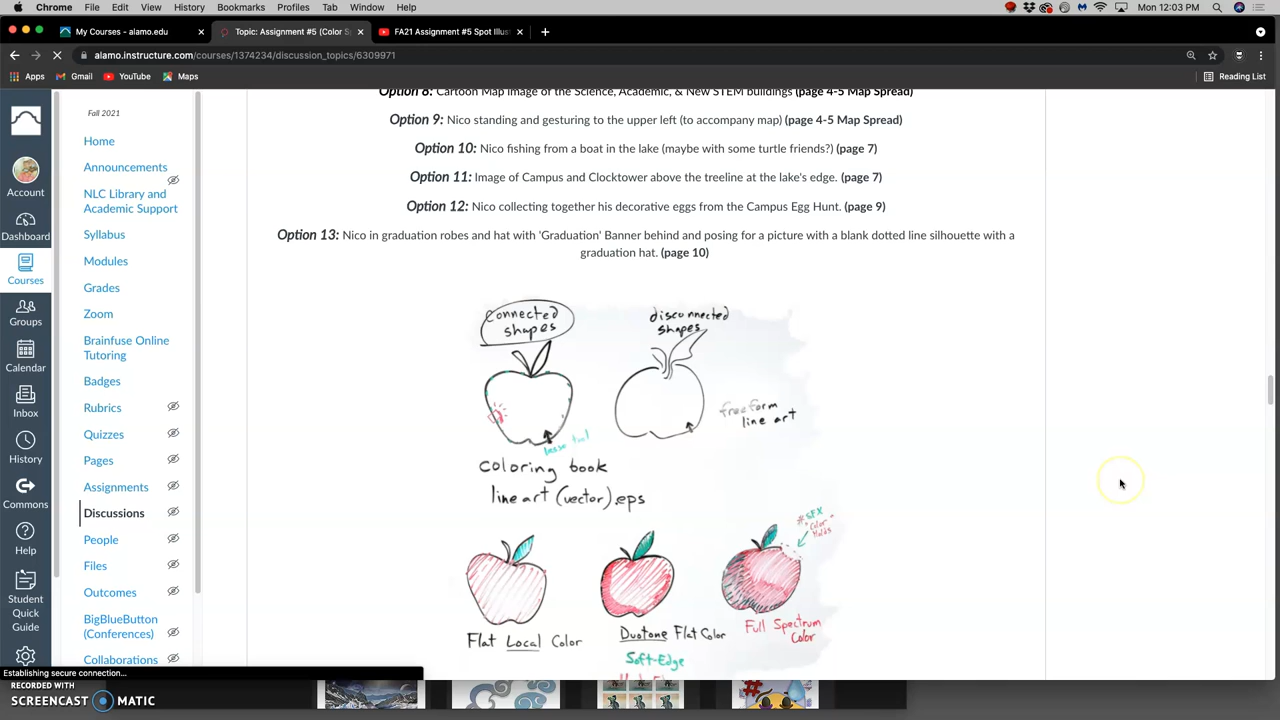 Chrome File Edit View History Bookmarks Profiles Tab Window Help Mon 12:03 PM
My Courses - alamo.edu Topic: Assignment #5 (Color S FA21 Assignment #5 Spot Illus
alamo.instructure.com/courses/1374234/discussion_topics/6309971
Apps Gmail YouTube Maps Reading List
Account
Dashboard
Courses
Groups
Calendar
Inbox
History
Commons
Help
Student
Quick
Guide
Fall 2021
Home
Announcements
NLC Library and
Academic Support
Syllabus
Modules
Grades
Zoom
Brainfuse Online
Tutoring
Badges
Rubrics
Quizzes
Pages
Assignments
Discussions
People
Files
Outcomes
BigBlueButton
(Conferences)
Collaborations
Option 8: Cartoon Map image of the Science, Academic, & New STEM buildings (page 4-5 Map Spread)
Option 9: Nico standing and gesturing to the upper left (to accompany map) (page 4-5 Map Spread)
Option 10: Nico fishing from a boat in the lake (maybe with some turtle friends?) (page 7)
Option 11: Image of Campus and Clocktower above the treeline at the lake's edge. (page 7)
Option 12: Nico collecting together his decorative eggs from the Campus Egg Hunt. (page 9)
Option 13: Nico in graduation robes and hat with 'Graduation' Banner behind and posing for a picture with a blank dotted line silhouette with a
graduation hat. (page 10)
connected
shapes
disconnected
shapes
freeform
line art
lasso tool
coloring book
line art (vector).eps
#SFX
"Color
Holds"
Flat Local Color
Duotone Flat Color
Full Spectrum
Color
Soft-Edge
Establishing secure connection...
RECORDED WITH
SCREENCAST MATIC